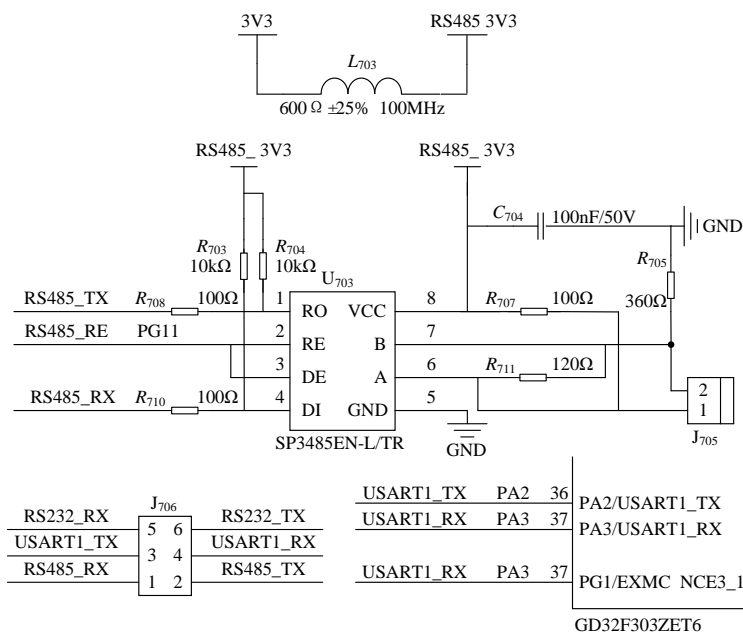 3V3 RS485 3V3
L703
600Ω ±25% 100MHz
RS485_ 3V3 RS485_ 3V3
C704 100nF/50V GND
R703 R704 R705
10kΩ 10kΩ 360Ω
U703
RS485_TX R708 100Ω 1 RO VCC 8 R707 100Ω
RS485_RE PG11 2 RE B 7
3 DE A 6 R711 120Ω
RS485_RX R710 100Ω 4 DI GND 5
2
1
J705
SP3485EN-L/TR GND
J706
RS232_RX 5 6 RS232_TX
USART1_TX 3 4 USART1_RX
RS485_RX 1 2 RS485_TX
USART1_TX PA2 36 PA2/USART1_TX
USART1_RX PA3 37 PA3/USART1_RX
USART1_RX PA3 37 PG1/EXMC NCE3_1
GD32F303ZET6